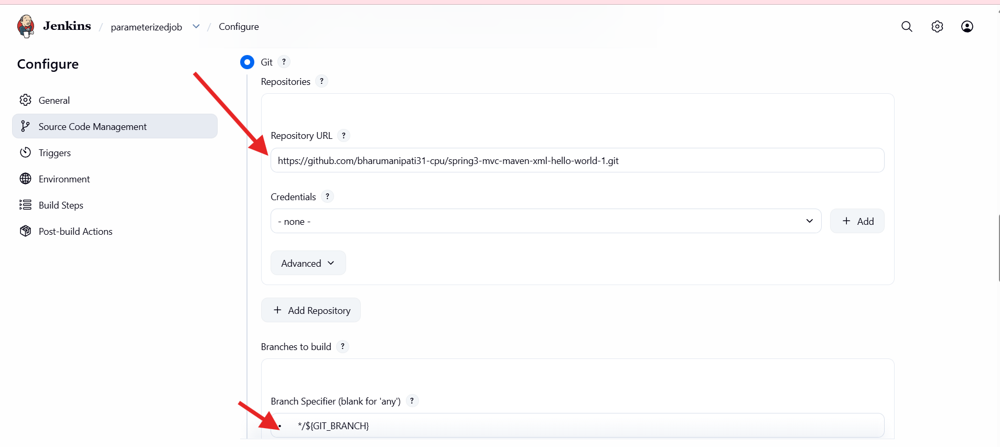 Jenkins / parameterizedjob / Configure
Configure
General
Source Code Management
Triggers
Environment
Build Steps
Post-build Actions
Git ?
Repositories ?
Repository URL ?
https://github.com/bharumanipati31-cpu/spring3-mvc-maven-xml-hello-world-1.git
Credentials ?
- none -
+ Add
Advanced
+ Add Repository
Branches to build ?
Branch Specifier (blank for 'any') ?
• */${GIT_BRANCH}